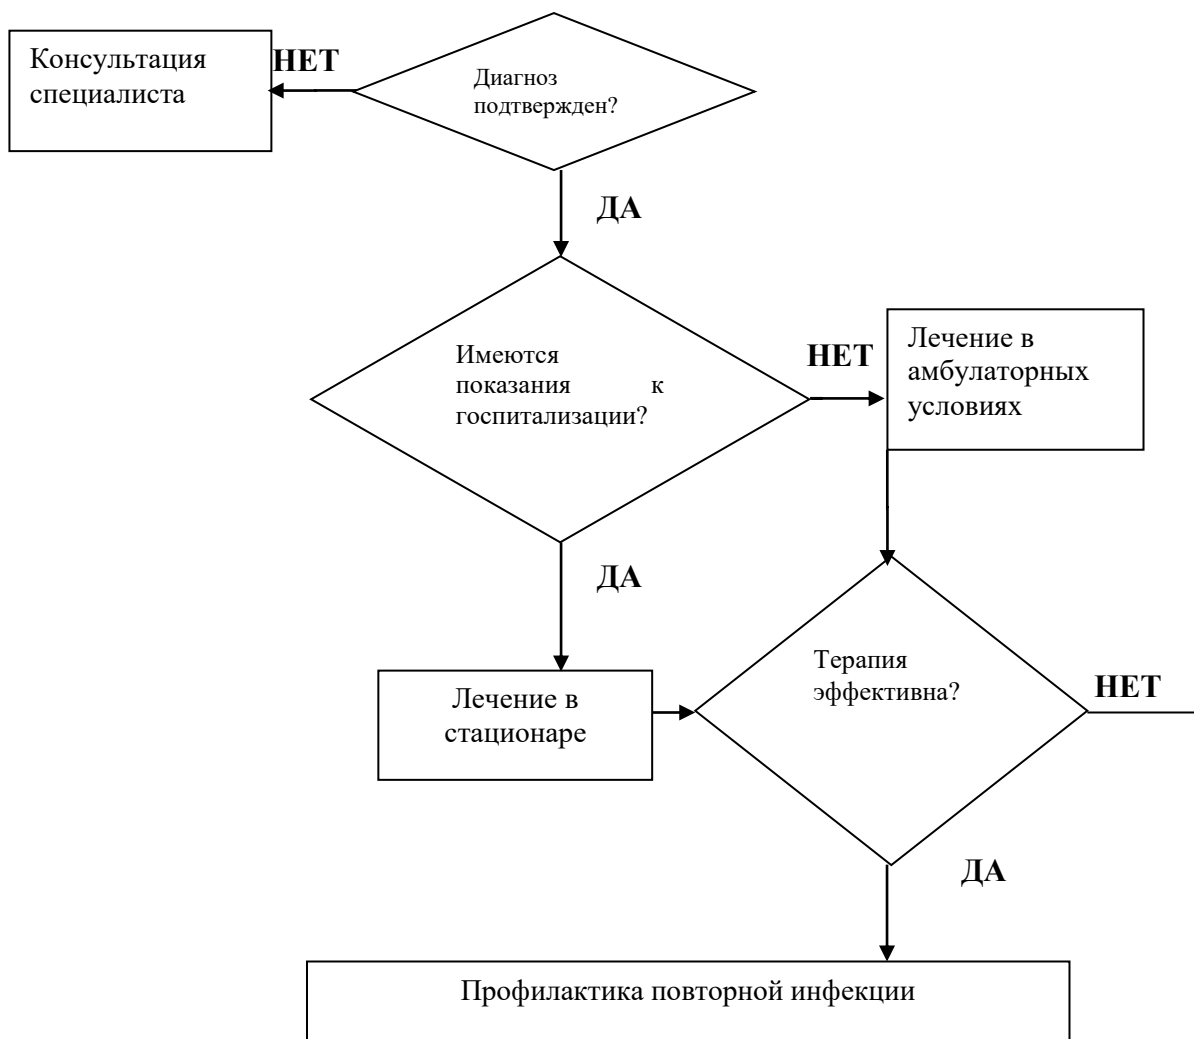 Консультация
специалиста
НЕТ
Диагноз
подтвержден?
ДА
Имеются
показания к
госпитализации?
НЕТ
Лечение в
амбулаторных
условиях
ДА
Лечение в
стационаре
Терапия
эффективна?
НЕТ
ДА
Профилактика повторной инфекции